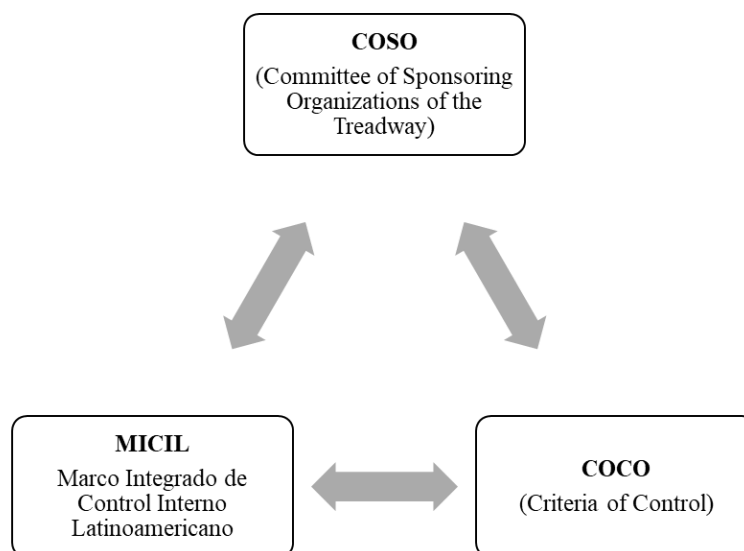 COSO
(Committee of Sponsoring
Organizations of the
Treadway)
MICIL
Marco Integrado de
Control Interno
Latinoamericano
COCO
(Criteria of Control)